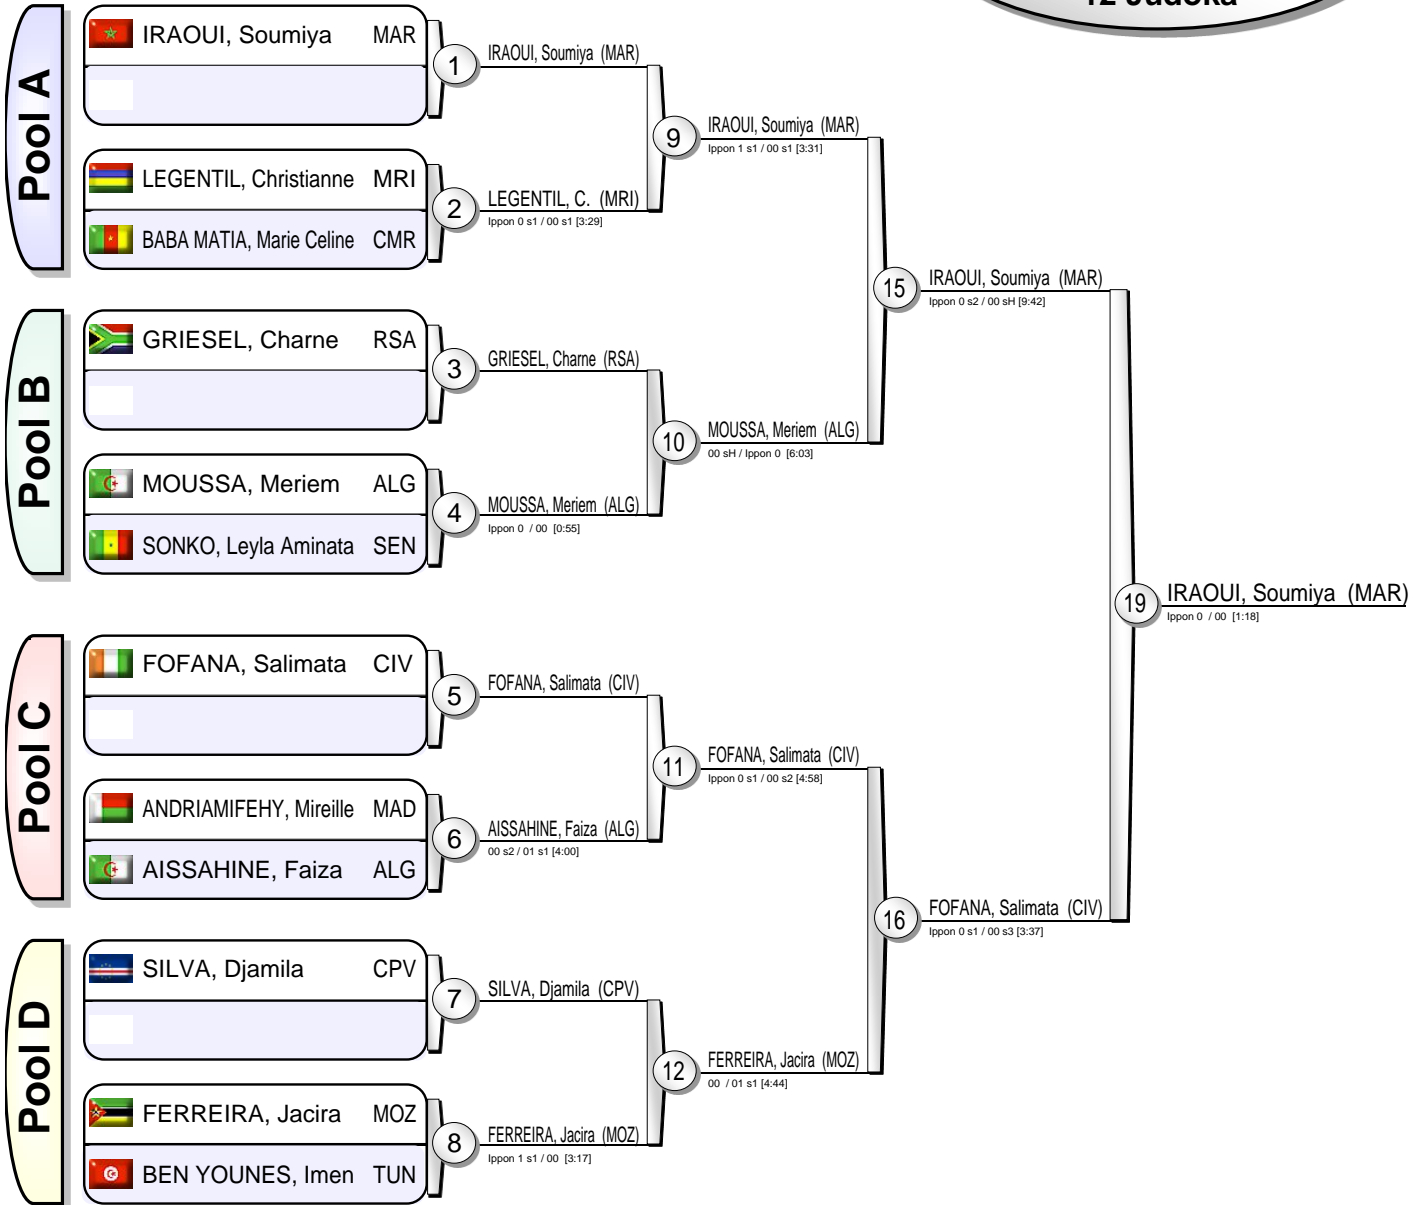 12 Judoka
Pool A
IRAOUI, Soumiya MAR
LEGENTIL, Christianne MRI
BABA MATIA, Marie Celine CMR
1
IRAOUI, Soumiya (MAR)
2
LEGENTIL, C. (MRI)
Ippon 0 s1 / 00 s1 [3:29]
9
IRAOUI, Soumiya (MAR)
Ippon 1 s1 / 00 s1 [3:31]
Pool B
GRIESEL, Charne RSA
MOUSSA, Meriem ALG
SONKO, Leyla Aminata SEN
3
GRIESEL, Charne (RSA)
4
MOUSSA, Meriem (ALG)
Ippon 0 / 00 [0:55]
10
MOUSSA, Meriem (ALG)
00 sH / Ippon 0 [6:03]
15
IRAOUI, Soumiya (MAR)
Ippon 0 s2 / 00 sH [9:42]
Pool C
FOFANA, Salimata CIV
ANDRIAMIFEHY, Mireille MAD
AISSAHINE, Faiza ALG
5
FOFANA, Salimata (CIV)
6
AISSAHINE, Faiza (ALG)
00 s2 / 01 s1 [4:00]
11
FOFANA, Salimata (CIV)
Ippon 0 s1 / 00 s2 [4:58]
Pool D
SILVA, Djamila CPV
FERREIRA, Jacira MOZ
BEN YOUNES, Imen TUN
7
SILVA, Djamila (CPV)
8
FERREIRA, Jacira (MOZ)
Ippon 1 s1 / 00 [3:17]
12
FERREIRA, Jacira (MOZ)
00 / 01 s1 [4:44]
16
FOFANA, Salimata (CIV)
Ippon 0 s1 / 00 s3 [3:37]
19
IRAOUI, Soumiya (MAR)
Ippon 0 / 00 [1:18]